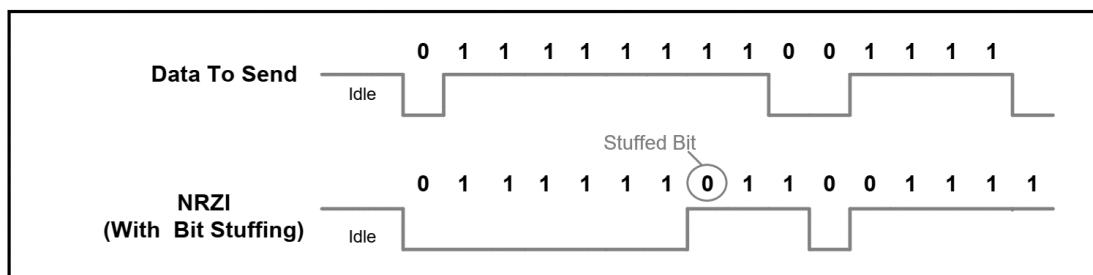 0 1 1 1 1 1 1 1 1 0 0 1 1 1 1
Data To Send
Idle
Stuffed Bit
0 1 1 1 1 1 1 0 1 1 0 0 1 1 1 1
NRZI
(With Bit Stuffing)
Idle